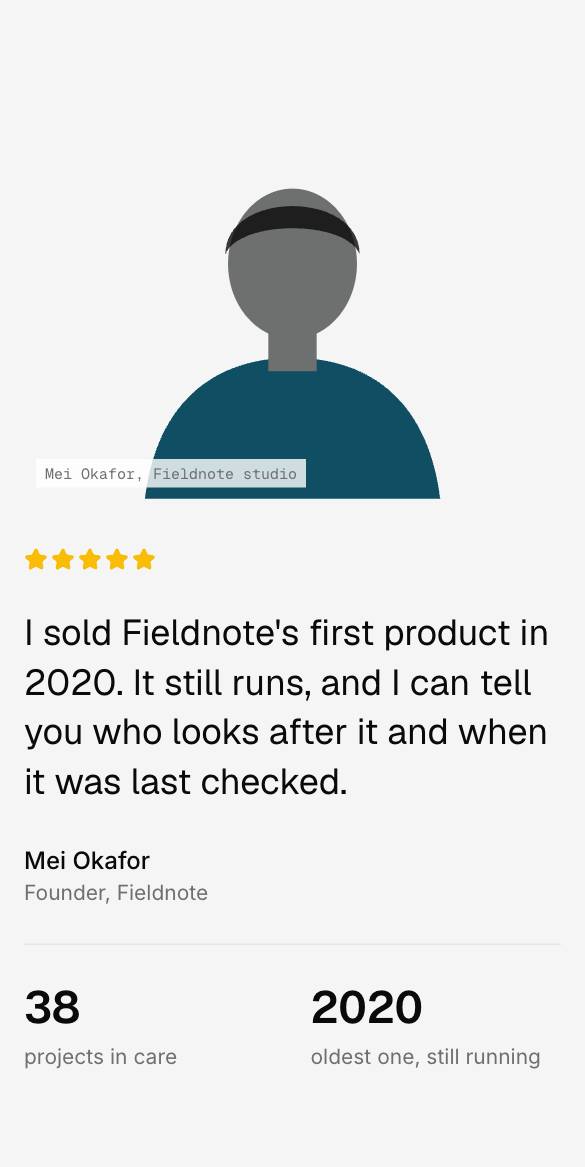 Mei Okafor, Fieldnote studio
I sold Fieldnote's first product in
2020. It still runs, and I can tell
you who looks after it and when
it was last checked.
Mei Okafor
Founder, Fieldnote
38
projects in care
2020
oldest one, still running